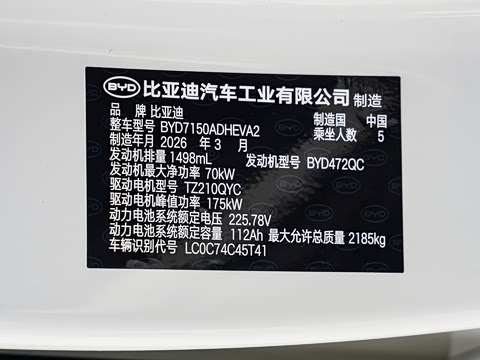 BYD 比亚迪汽车工业有限公司 制造
品 牌 比亚迪 制造国 中国
整车型号 BYD7150ADHEVA2 乘坐人数 5
制造年月 2026 年 3 月
发动机排量 1498mL 发动机型号 BYD472QC
发动机最大净功率 70kW
驱动电机型号 TZ210QYC
驱动电机峰值功率 175kW
动力电池系统额定电压 225.78V
动力电池系统额定容量 112Ah 最大允许总质量 2185kg
车辆识别代号 LC0C74C45T41